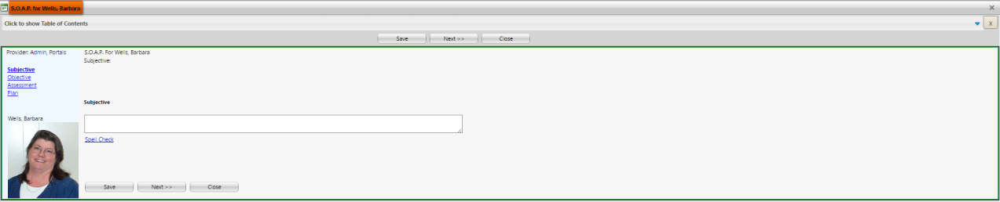 S.O.A.P. for Wells, Barbara
Click to show Table of Contents
X
Save Next >> Close
Provider: Admin, Portals
Subjective
Objective
Assessment
Plan
Wells, Barbara
S.O.A.P. For Wells, Barbara
Subjective:
Subjective
Spell Check
Save Next >> Close